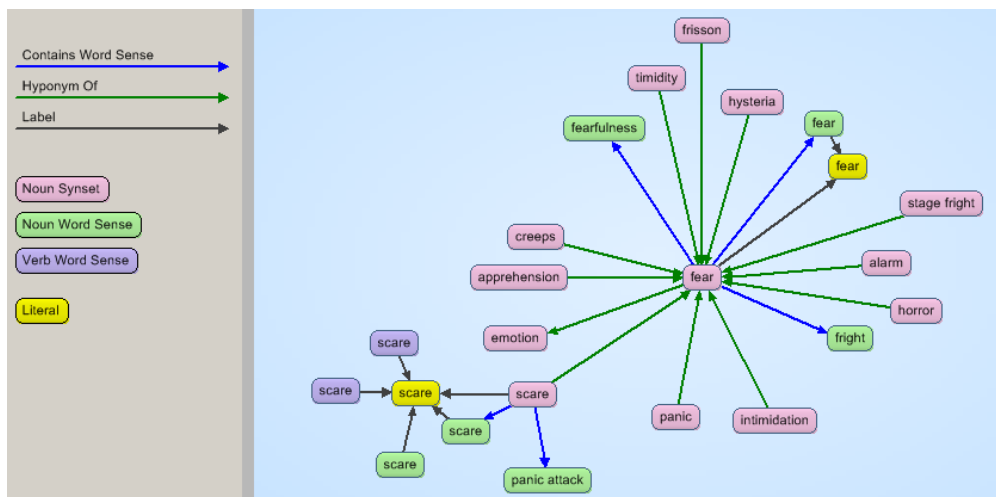 Contains Word Sense
Hyponym Of
Label
Noun Synset
Noun Word Sense
Verb Word Sense
Literal
frisson
timidity
hysteria
fearfulness
fear
fear
stage fright
creeps
alarm
apprehension
fear
horror
emotion
fright
scare
scare
scare
scare
panic
intimidation
scare
scare
panic attack